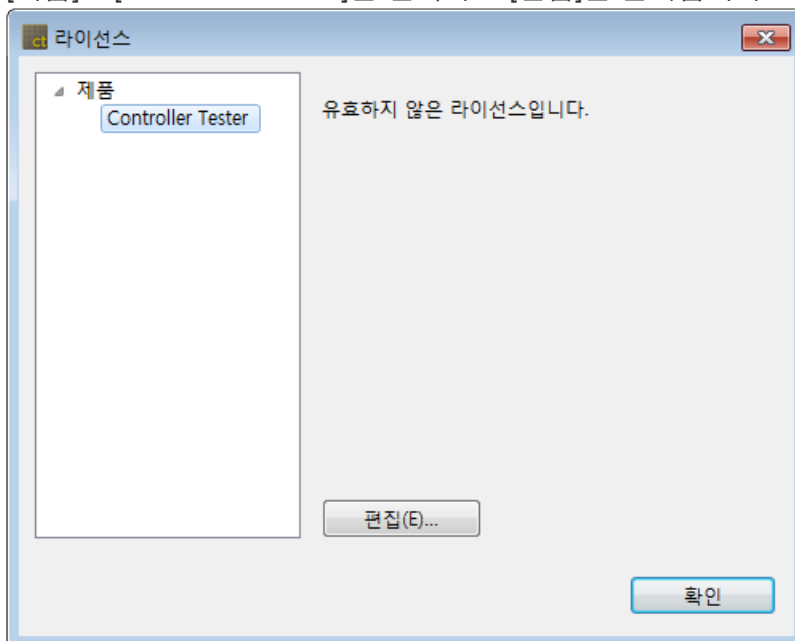 ct 라이선스
제품
Controller Tester
유효하지 않은 라이선스입니다.
편집(E)...
확인